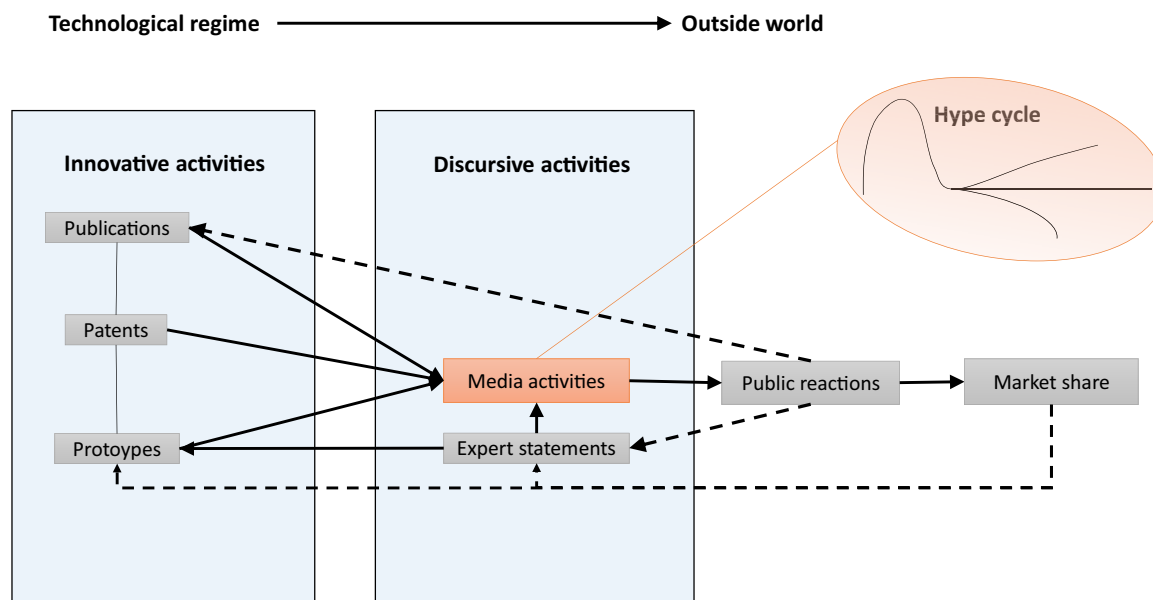 Technological regime
Outside world
Hype cycle
Innovative activities
Discursive activities
Publications
Patents
Media activities
Public reactions
Market share
Protoypes
Expert statements